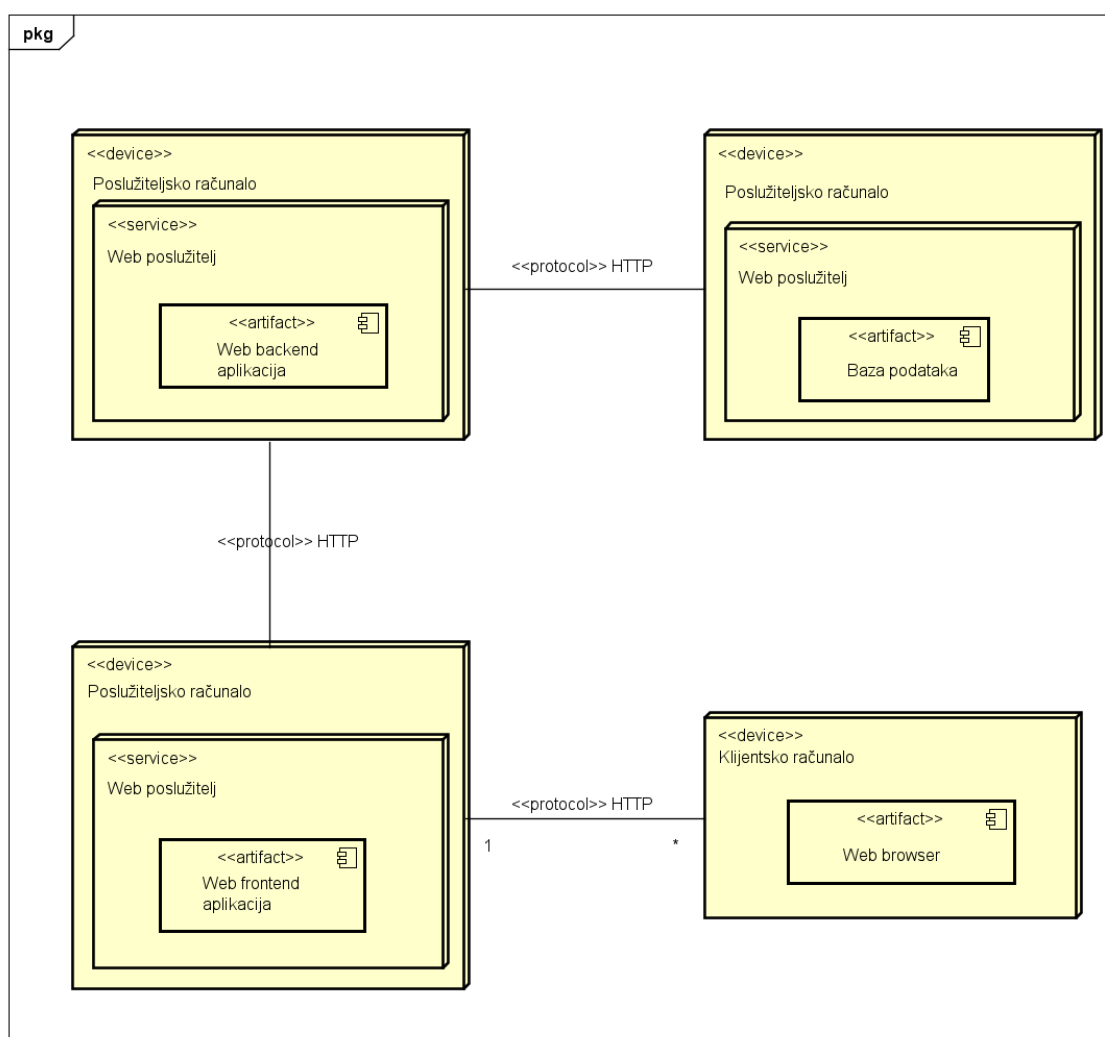 pkg
<<device>>
Poslužiteljsko računalo
<<service>>
Web poslužitelj
<<artifact>>
Web backend
aplikacija
<<protocol>> HTTP
<<device>>
Poslužiteljsko računalo
<<service>>
Web poslužitelj
<<artifact>>
Baza podataka
<<protocol>> HTTP
<<device>>
Poslužiteljsko računalo
<<service>>
Web poslužitelj
<<artifact>>
Web frontend
aplikacija
<<protocol>> HTTP
1
*
<<device>>
Klijentsko računalo
<<artifact>>
Web browser